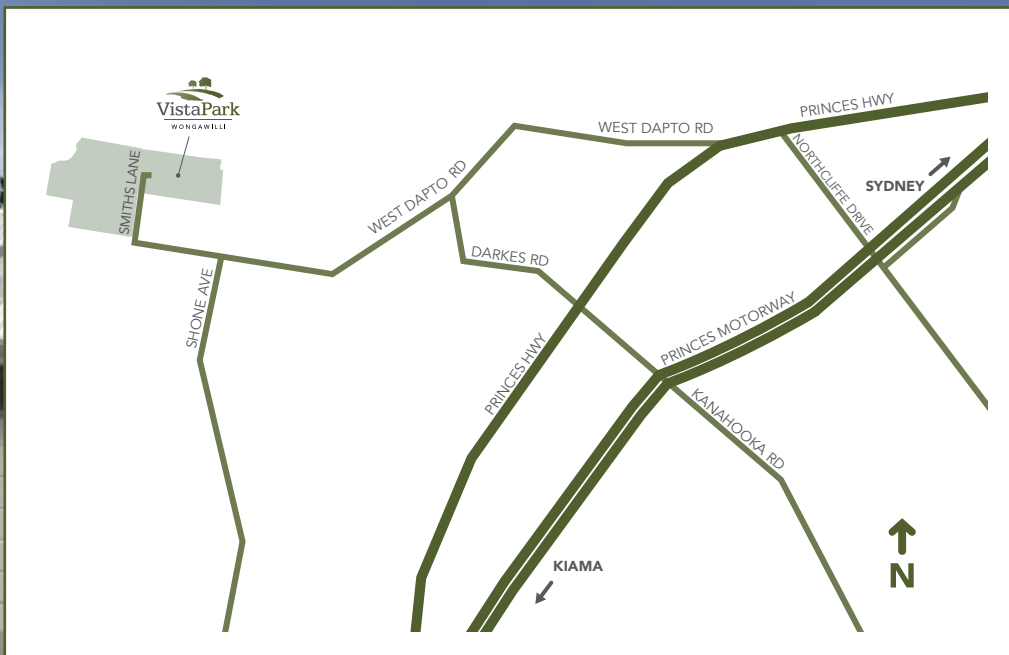 VistaPark
WONGAWILLI
SMITHS LANE
SHONE AVE
WEST DAPTO RD
WEST DAPTO RD
DARKES RD
PRINCES HWY
PRINCES HWY
NORTHCLIFFE DRIVE
SYDNEY
PRINCES MOTORWAY
KANAHOOKA RD
KIAMA
N